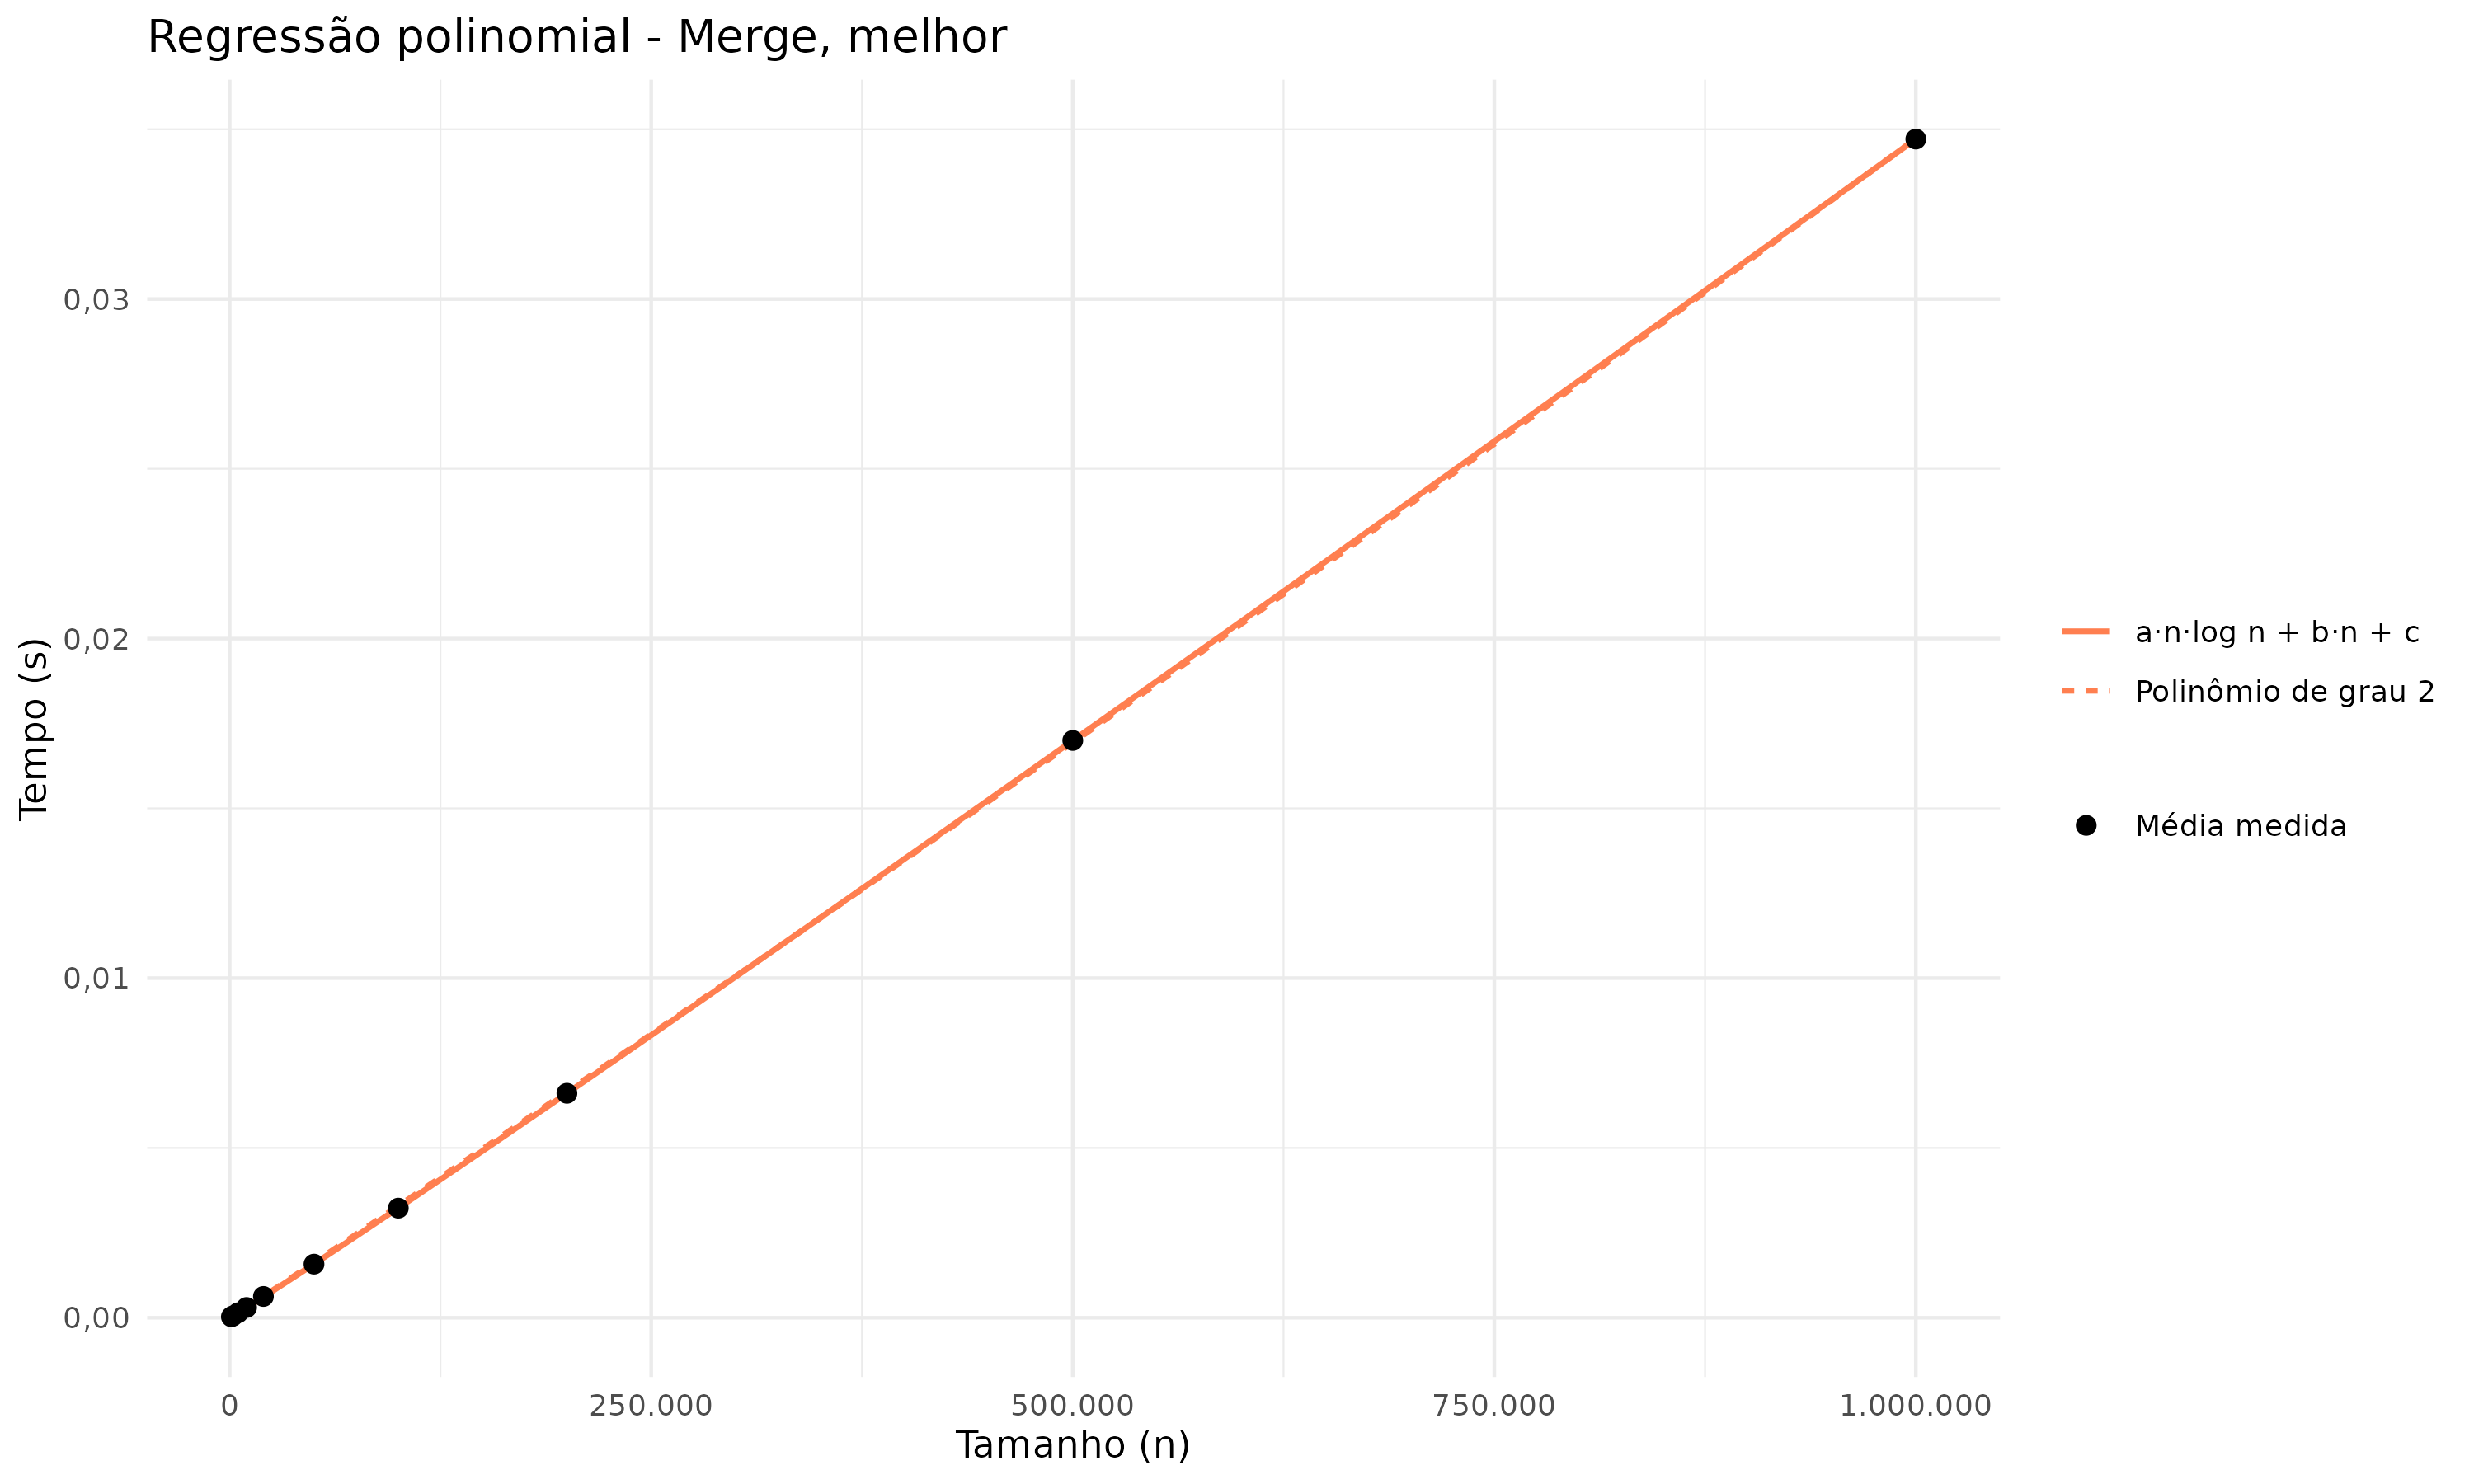 Regressão polinomial - Merge, melhor
Tempo (s)
0,03
0,02
0,01
0,00
0
250.000
500.000
750.000
1.000.000
Tamanho (n)
a·n·log n + b·n + c
Polinômio de grau 2
Média medida